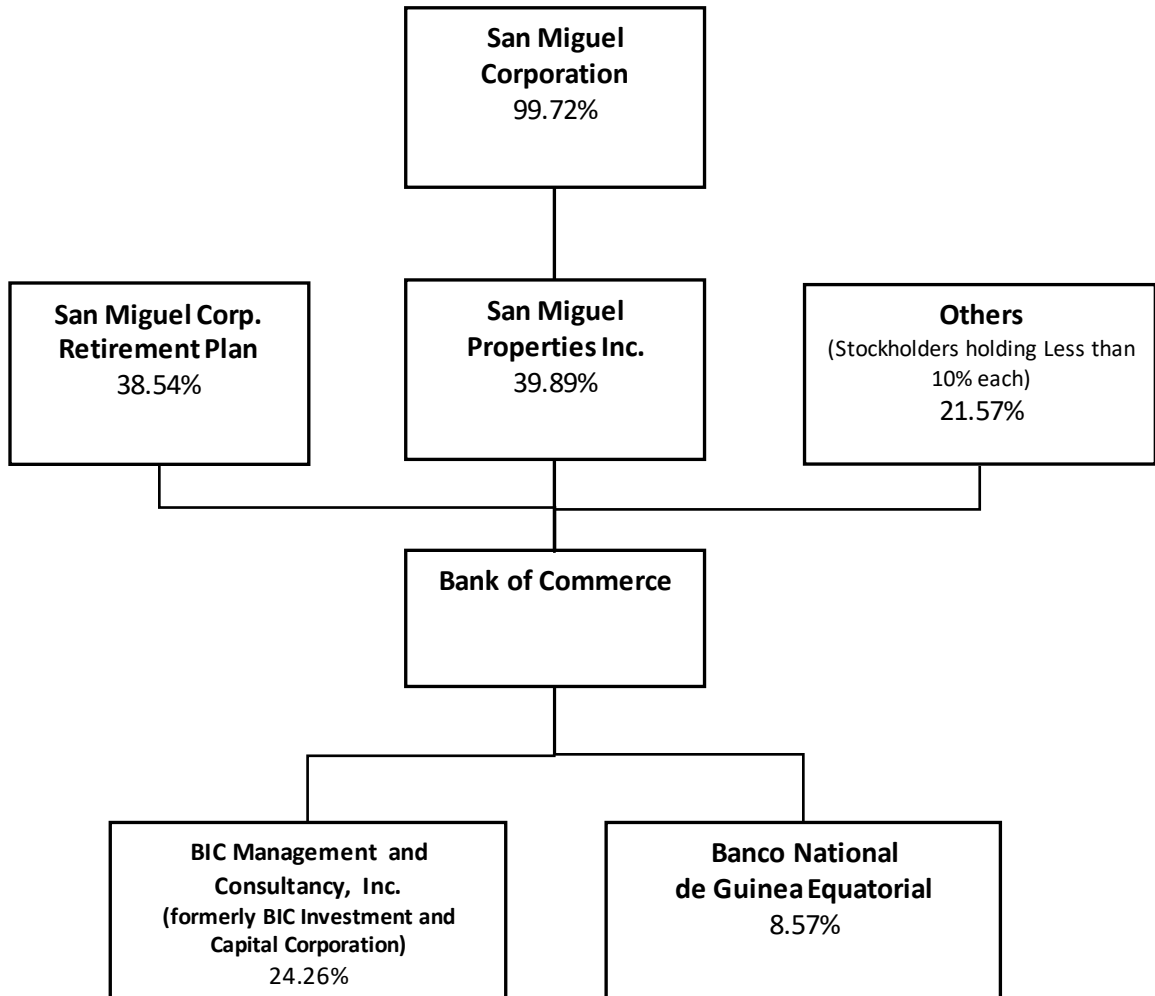 San Miguel
Corporation
99.72%
San Miguel Corp.
Retirement Plan
38.54%
San Miguel
Properties Inc.
39.89%
Others
(Stockholders holding Less than
10% each)
21.57%
Bank of Commerce
BIC Management and
Consultancy, Inc.
(formerly BIC Investment and
Capital Corporation)
24.26%
Banco National
de Guinea Equatorial
8.57%